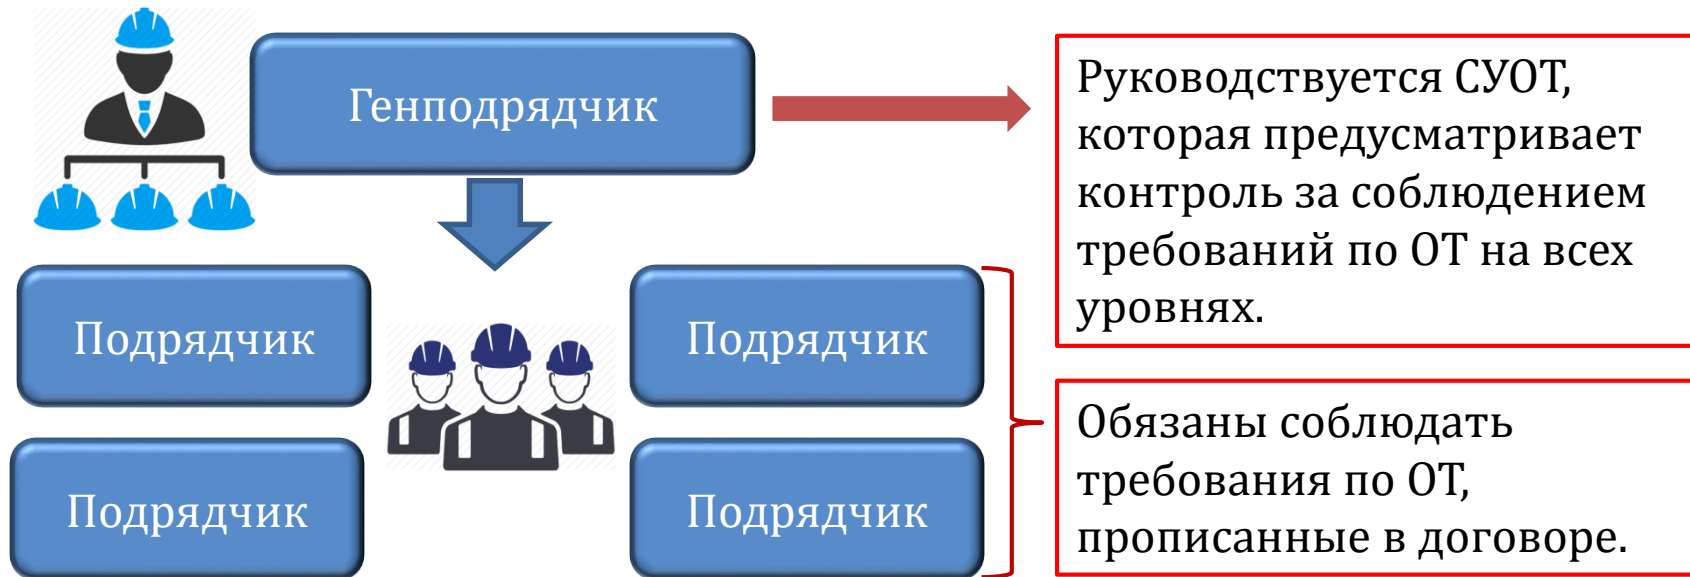 Генподрядчик
Руководствуется СУОТ,
которая предусматривает
контроль за соблюдением
требований по ОТ на всех
уровнях.
Подрядчик
Подрядчик
Подрядчик
Подрядчик
Обязаны соблюдать
требования по ОТ,
прописанные в договоре.